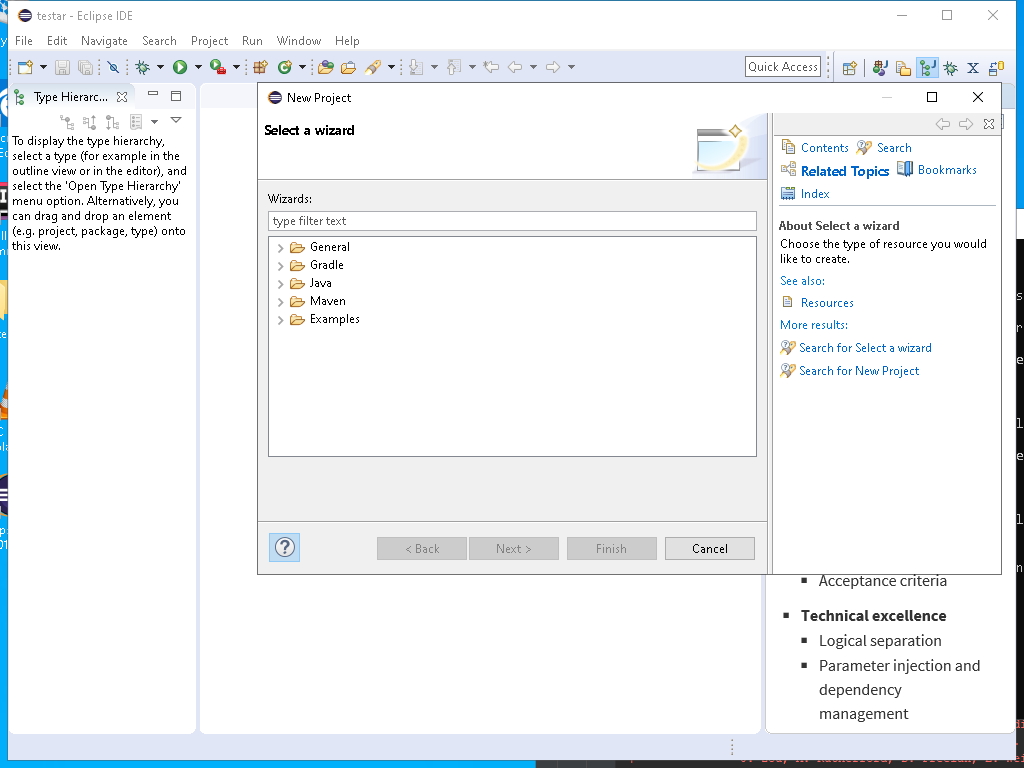 testar - Eclipse IDE
File Edit Navigate Search Project Run Window Help
Quick Access
Type Hierarc...
To display the type hierarchy,
select a type (for example in the
outline view or in the editor), and
select the 'Open Type Hierarchy'
menu option. Alternatively, you
can drag and drop an element
(e.g. project, package, type) onto
this view.
New Project
Select a wizard
Wizards:
type filter text
General
Gradle
Java
Maven
Examples
< Back Next > Finish Cancel
Contents Search
Related Topics Bookmarks
Index
About Select a wizard
Choose the type of resource you would
like to create.
See also:
Resources
More results:
Search for Select a wizard
Search for New Project
Acceptance criteria
Technical excellence
Logical separation
Parameter injection and
dependency
management